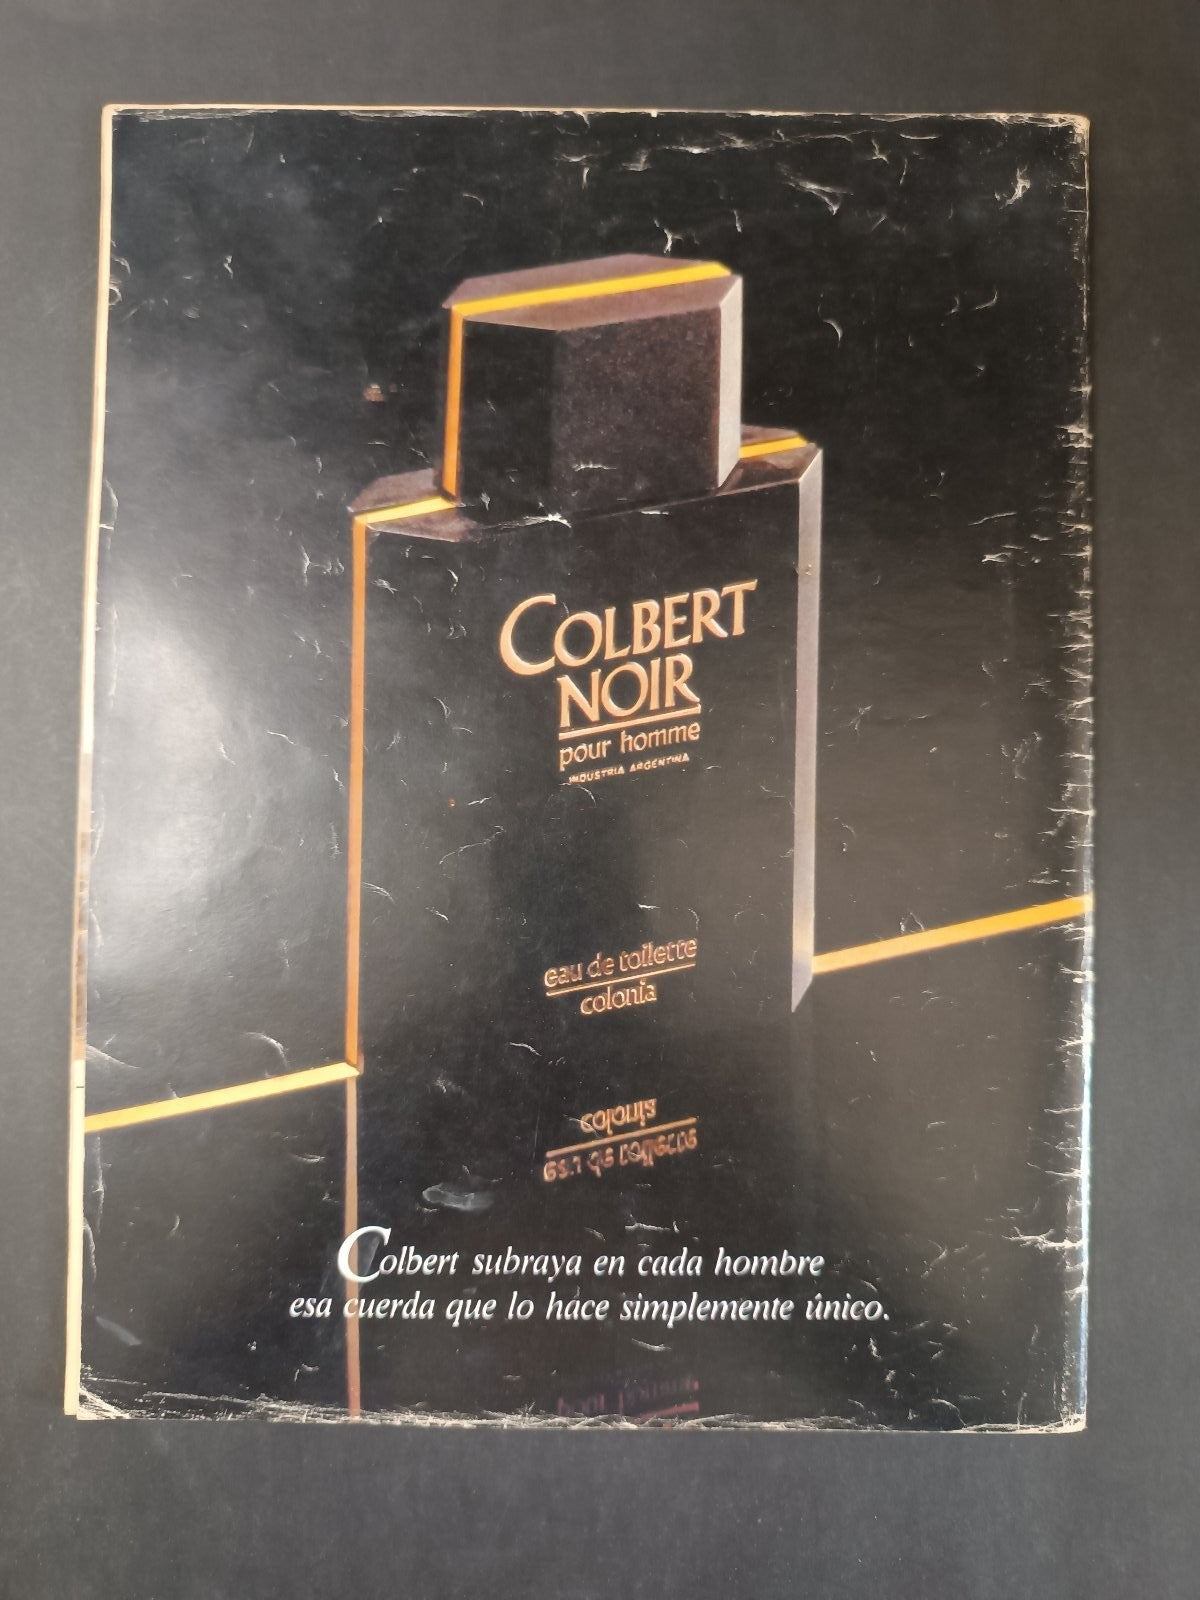 COLBERT
NOIR
pour homme
INDUSTRIA ARGENTINA
eau de toilette
colonia
Colbert subraya en cada hombre
esa cuerda que lo hace simplemente único.